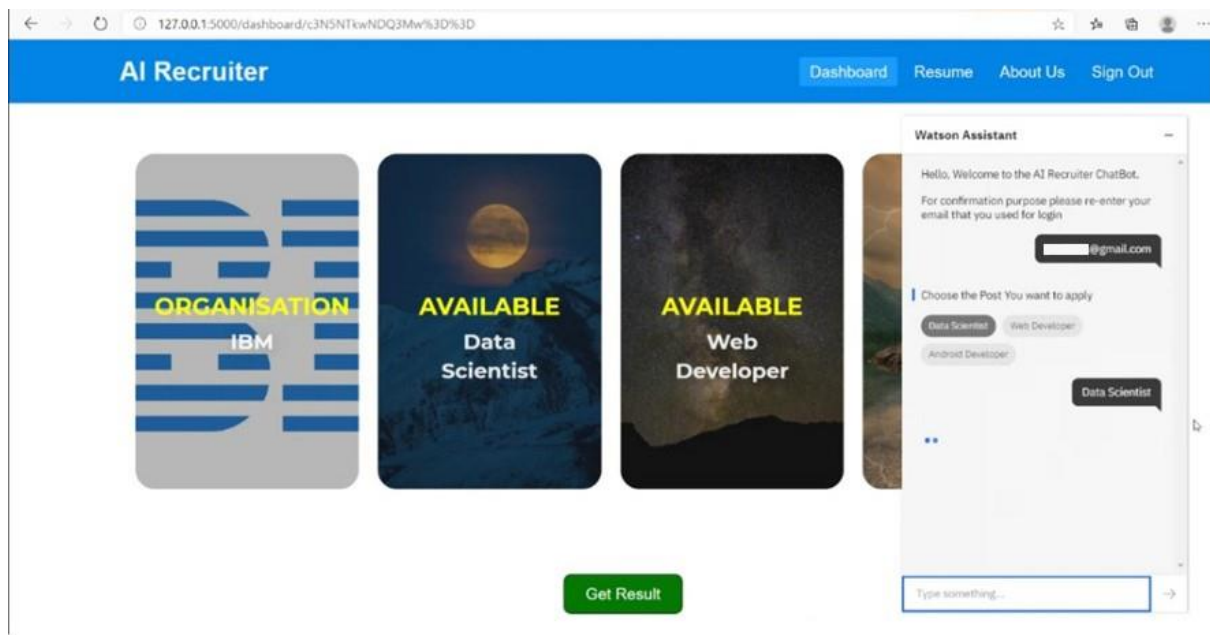 127.0.0.1:5000/dashboard/c3N5NTkwNDQ3Mw%3D%3D
AI Recruiter
Dashboard
Resume
About Us
Sign Out
ORGANISATION
IBM
AVAILABLE
Data
Scientist
AVAILABLE
Web
Developer
Get Result
Watson Assistant
Hello, Welcome to the AI Recruiter ChatBot.
For confirmation purpose please re-enter your
email that you used for login
@gmail.com
Choose the Post You want to apply
Data Scientist
Web Developer
Android Developer
Data Scientist
Type something...